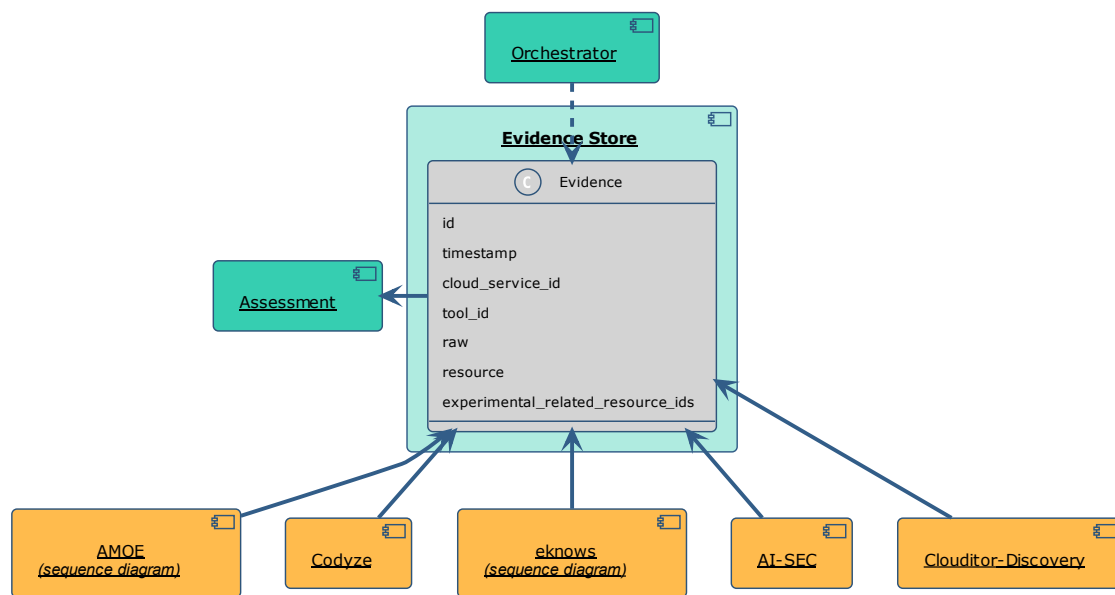 Orchestrator
Evidence Store
C Evidence
id
timestamp
cloud_service_id
tool_id
raw
resource
experimental_related_resource_ids
Assessment
AMOE
(sequence diagram)
Codyze
eknows
(sequence diagram)
AI-SEC
Clouditor-Discovery